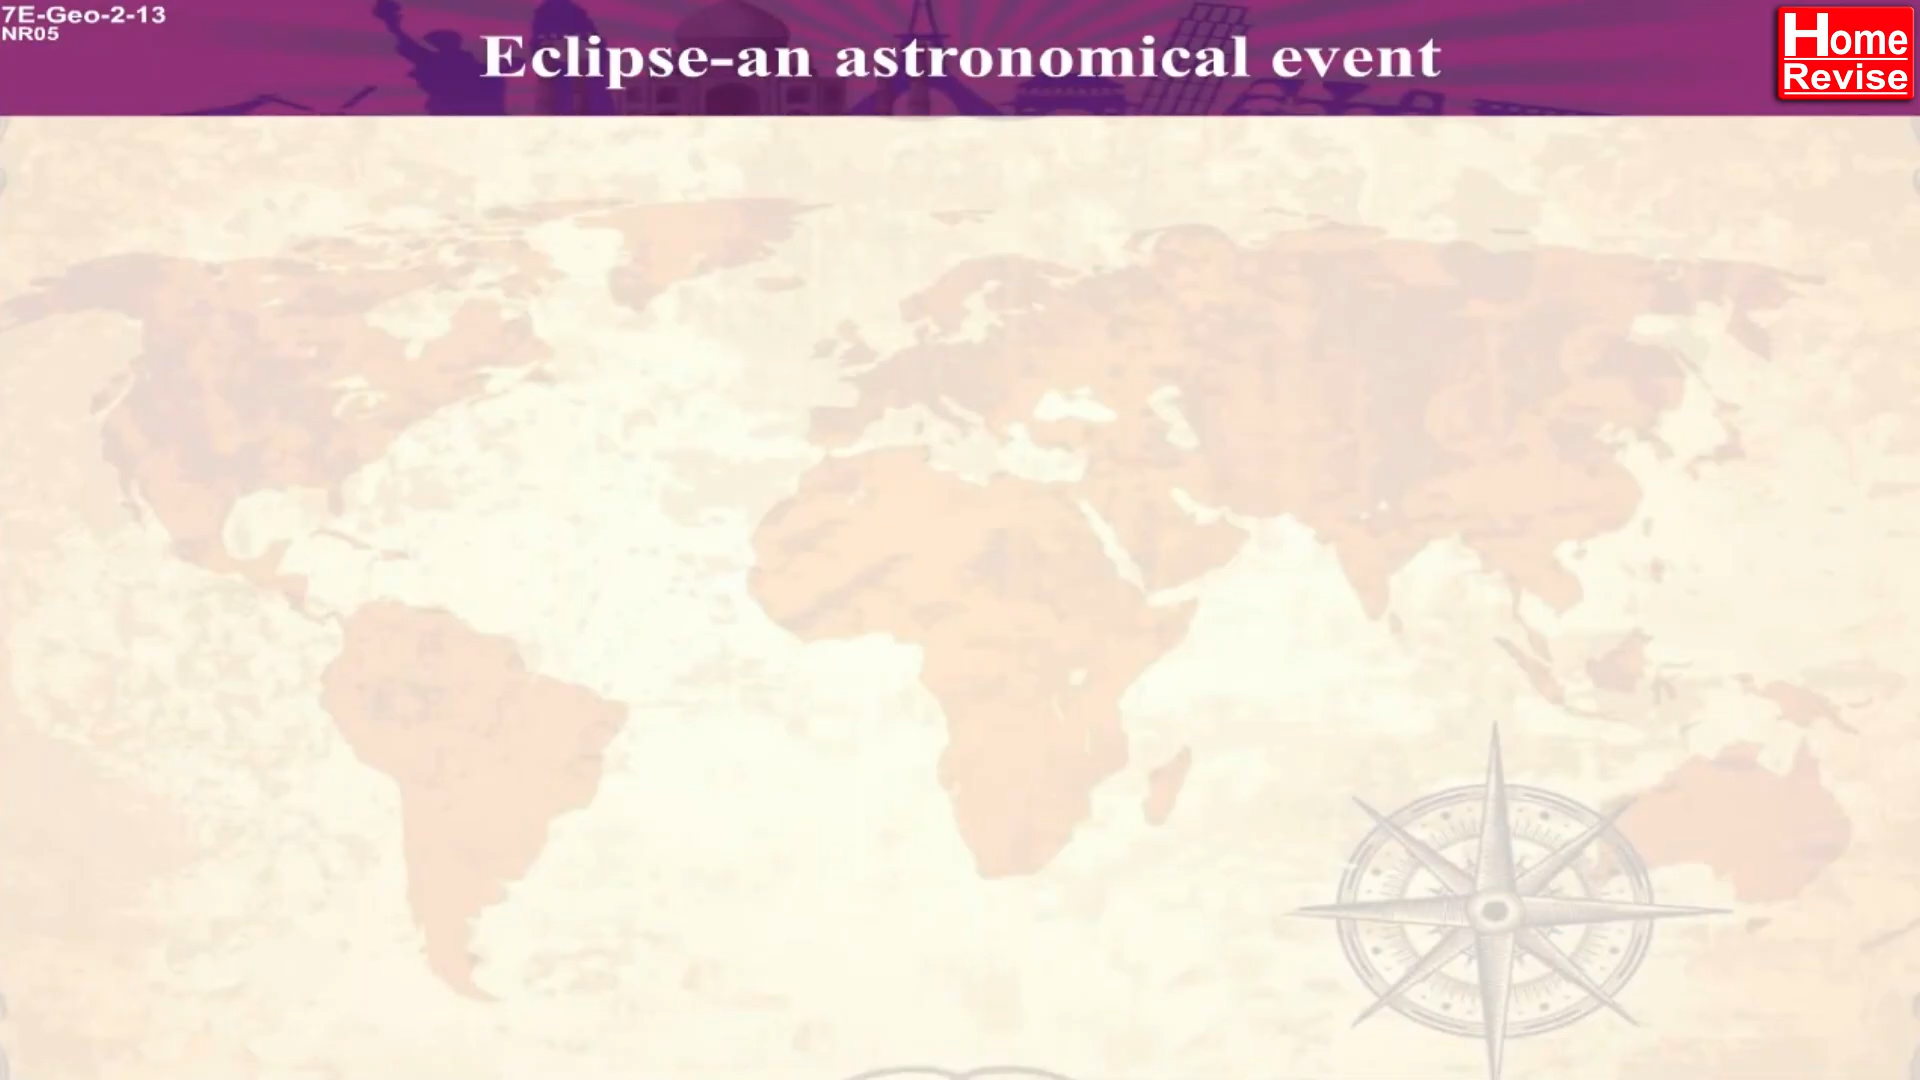 7E-Geo-2-13
NR05
Eclipse-an astronomical event
Home
Revise